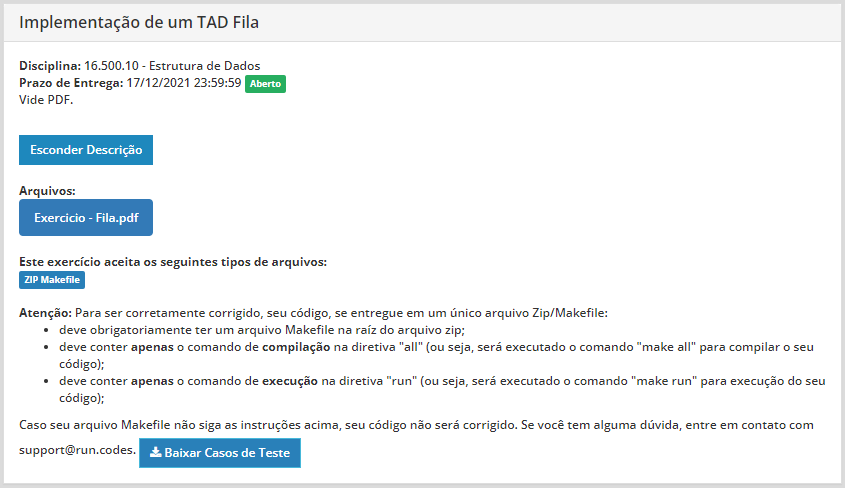 Implementação de um TAD Fila
Disciplina: 16.500.10 - Estrutura de Dados
Prazo de Entrega: 17/12/2021 23:59:59 Aberto
Vide PDF.
Esconder Descrição
Arquivos:
Exercicio - Fila.pdf
Este exercício aceita os seguintes tipos de arquivos:
ZIP Makefile
Atenção: Para ser corretamente corrigido, seu código, se entregue em um único arquivo Zip/Makefile:
• deve obrigatoriamente ter um arquivo Makefile na raíz do arquivo zip;
• deve conter apenas o comando de compilação na diretiva "all" (ou seja, será executado o comando "make all" para compilar o seu
código);
• deve conter apenas o comando de execução na diretiva "run" (ou seja, será executado o comando "make run" para execução do seu
código);
Caso seu arquivo Makefile não siga as instruções acima, seu código não será corrigido. Se você tem alguma dúvida, entre em contato com
support@run.codes. Baixar Casos de Teste